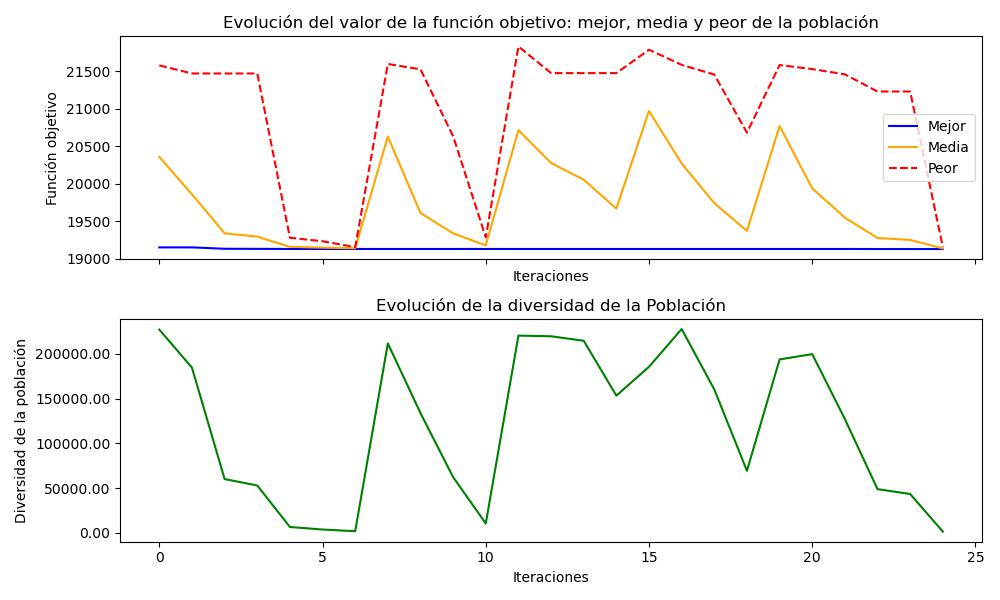 Evolución del valor de la función objetivo: mejor, media y peor de la población
Función objetivo
21500
21000
20500
20000
19500
19000
Mejor
Media
Peor
Iteraciones
Evolución de la diversidad de la Población
Diversidad de la población
200000.00
150000.00
100000.00
50000.00
0.00
0 5 10 15 20 25
Iteraciones